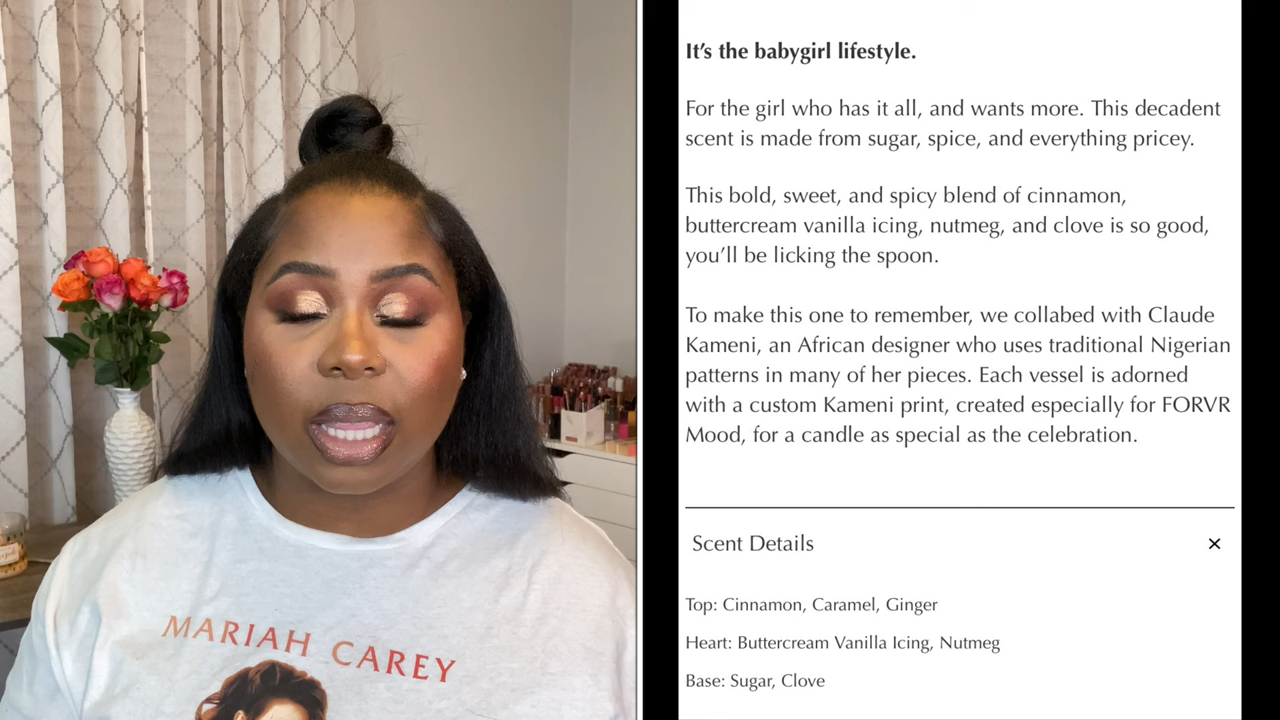 MARIAH CAREY
It's the babygirl lifestyle.
For the girl who has it all, and wants more. This decadent
scent is made from sugar, spice, and everything pricey.
This bold, sweet, and spicy blend of cinnamon,
buttercream vanilla icing, nutmeg, and clove is so good,
you'll be licking the spoon.
To make this one to remember, we collabed with Claude
Kameni, an African designer who uses traditional Nigerian
patterns in many of her pieces. Each vessel is adorned
with a custom Kameni print, created especially for FORVR
Mood, for a candle as special as the celebration.
Scent Details ×
Top: Cinnamon, Caramel, Ginger
Heart: Buttercream Vanilla Icing, Nutmeg
Base: Sugar, Clove